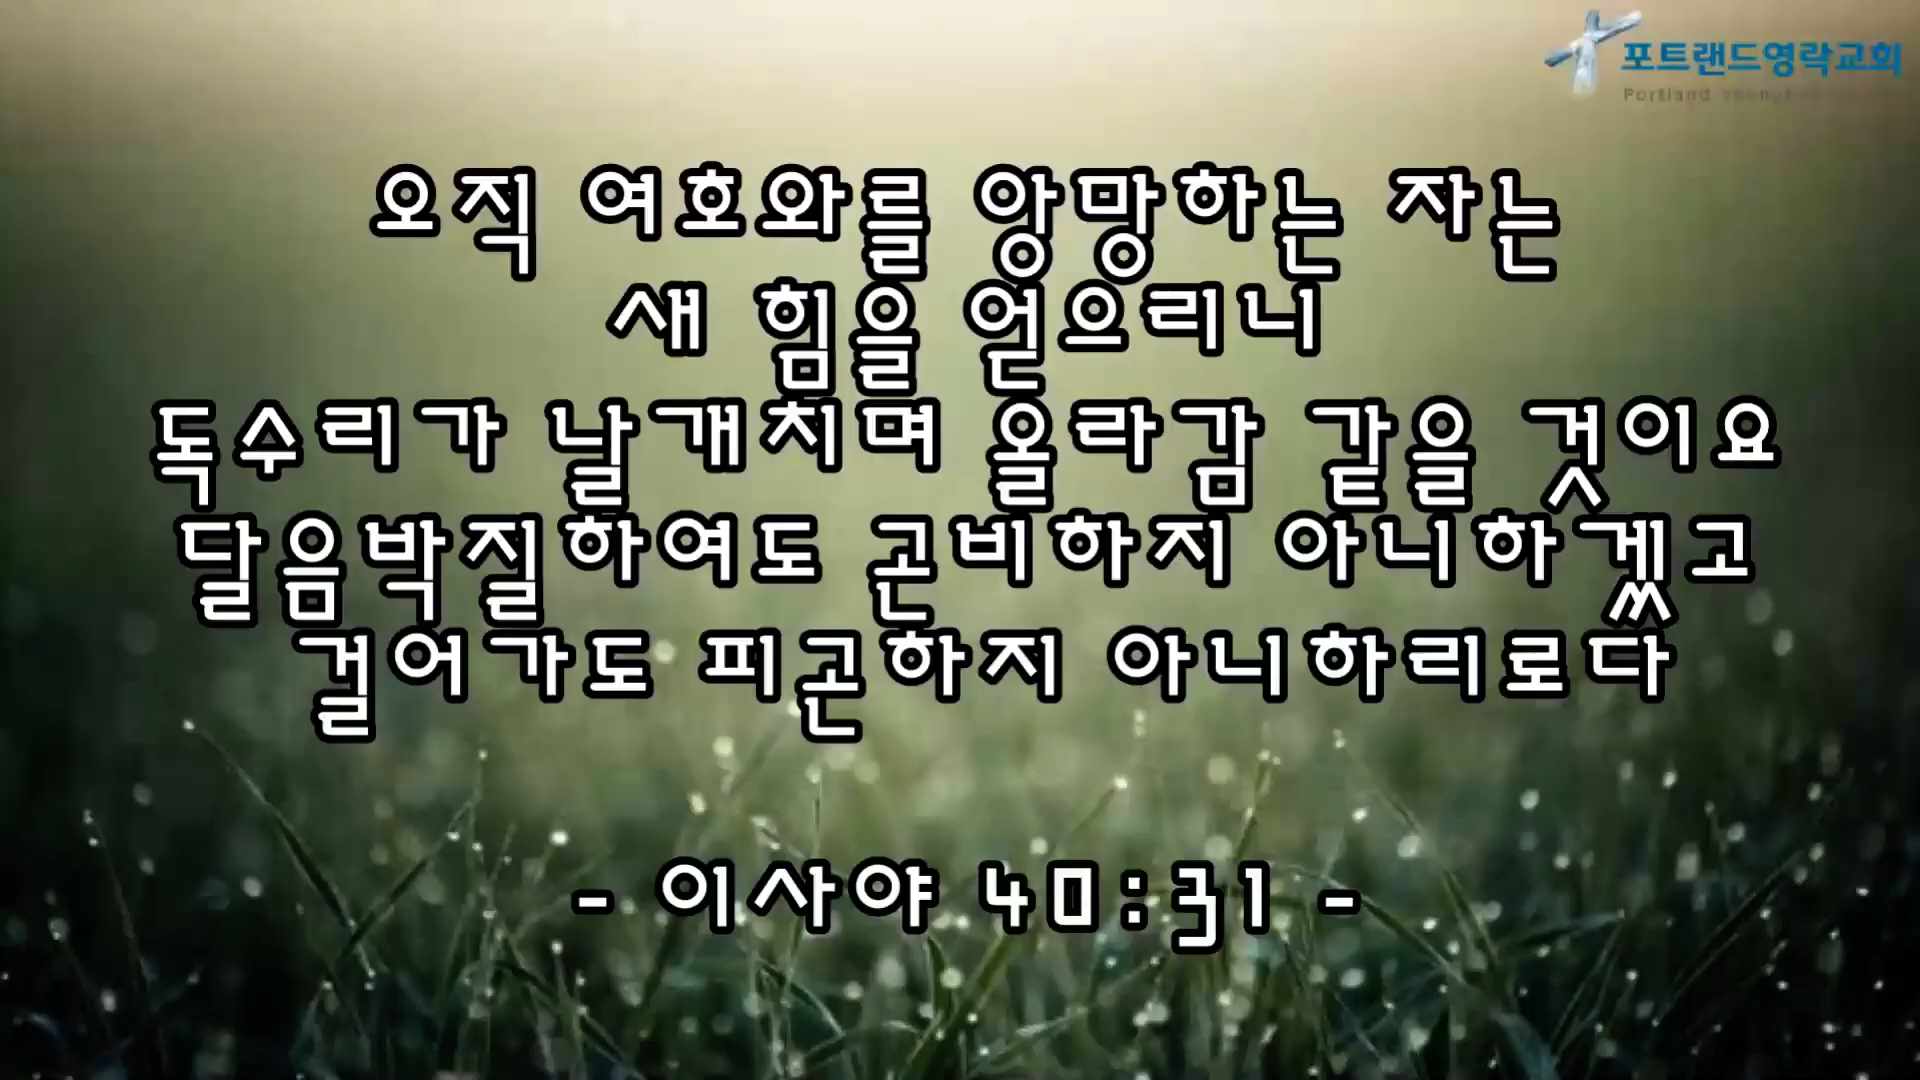 포트랜드영락교회
Portland
오직 여호와를 앙망하는 자는
새 힘을 얻으리니
독수리가 날개치며 올라감 같을 것이요
달음박질하여도 곤비하지 아니하겠고
걸어가도 피곤하지 아니하리로다
- 이사야 40:31 -